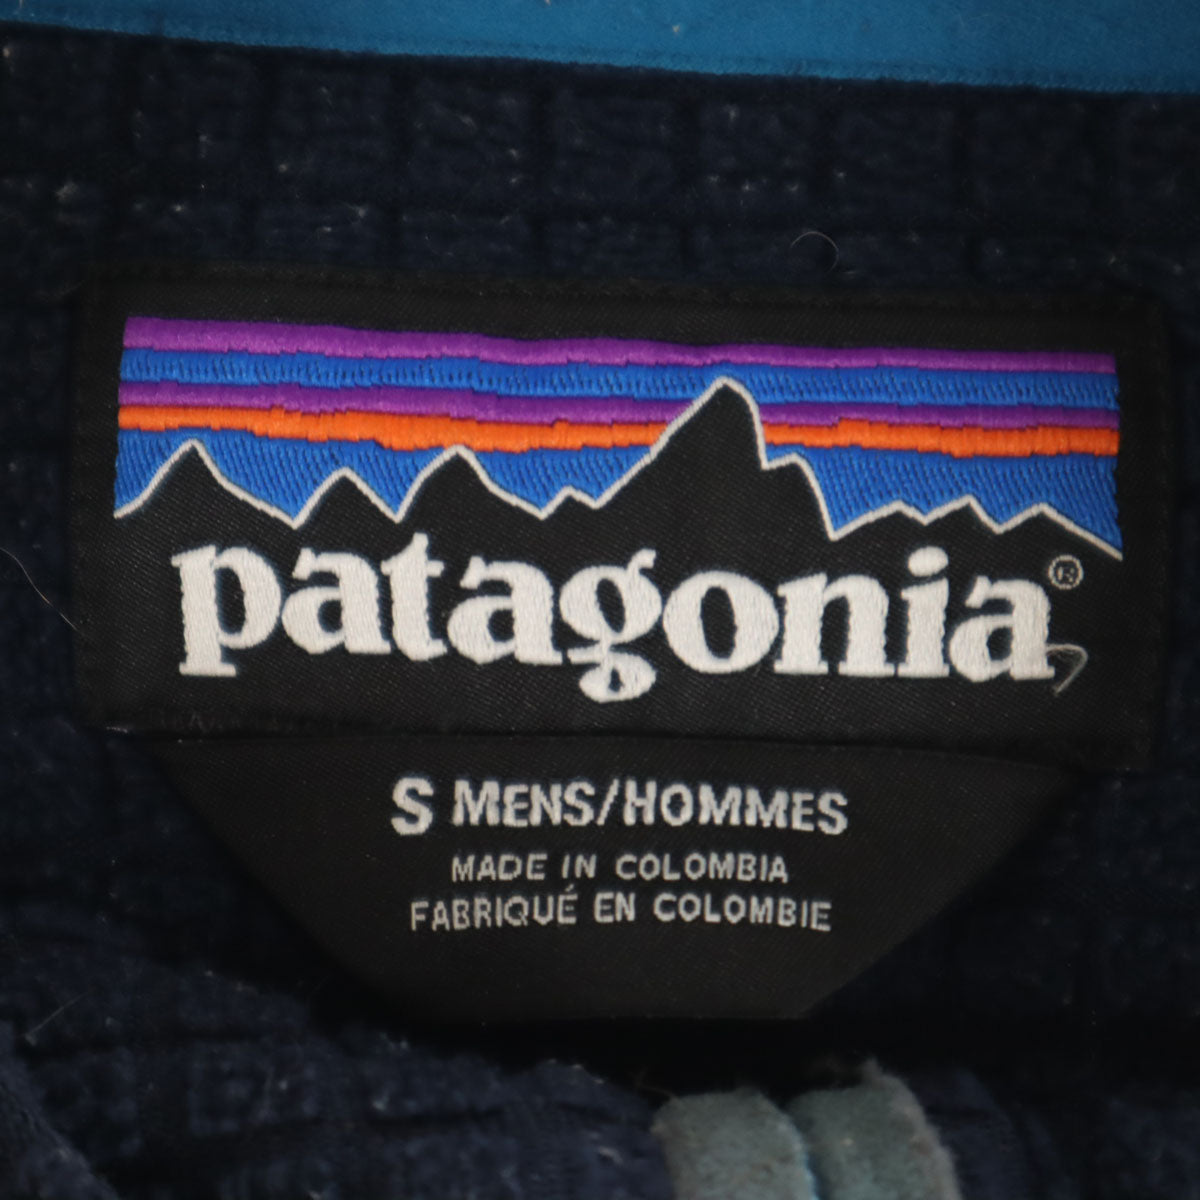 patagonia®
S MENS/HOMMES
MADE IN COLOMBIA
FABRIQUÉ EN COLOMBIE